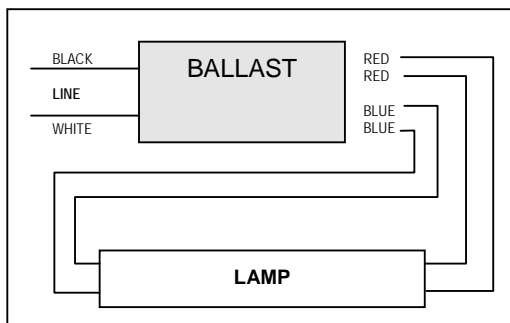 BLACK
LINE
WHITE
BALLAST
RED
RED
BLUE
BLUE
LAMP